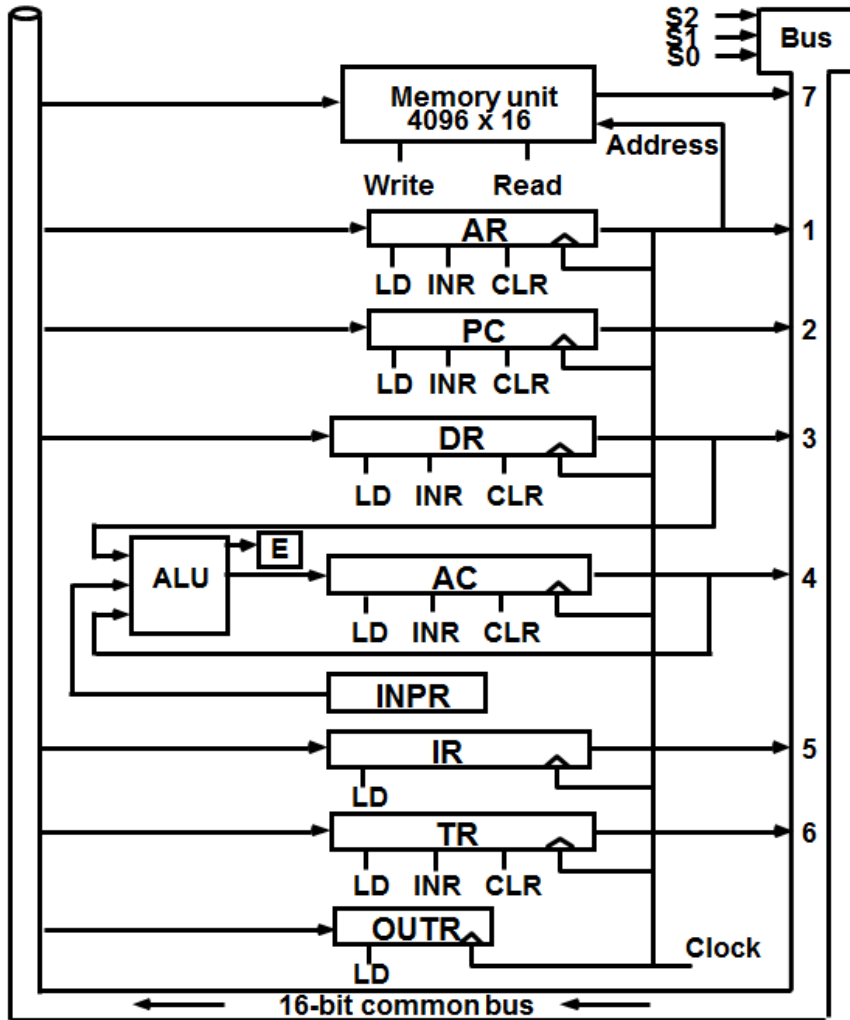 S2
S1
S0
Bus
Memory unit
4096 x 16
7
Address
Write Read
AR
1
LD INR CLR
PC
2
LD INR CLR
DR
3
LD INR CLR
E
ALU
AC
4
LD INR CLR
INPR
IR
5
LD
TR
6
LD INR CLR
OUTR
LD
Clock
16-bit common bus